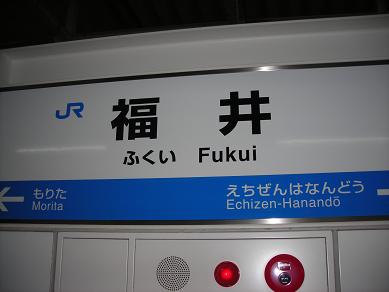 JR 福井
ふくい Fukui
もりた えちぜんはなんどう
Morita Echizen-Hanandō